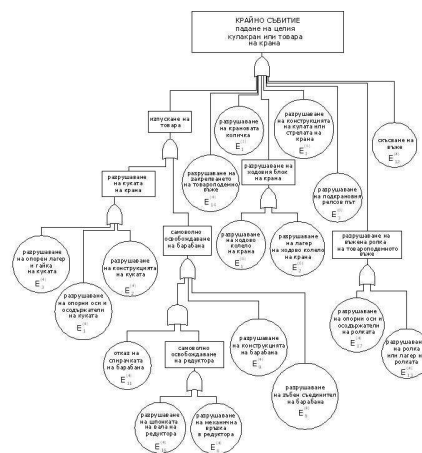 КРАЙНО СЪБИТИЕ
падане на целия
купакран или товара
на крана
изпускане на
товара
разрушаване
на крановата
количка
разрушаване
на конструкцията
на купата или
стрелата на
крана
скъсване на
въже
разрушаване
на куката
на крана
разрушаване на
закрепването
на товароподемно
въже
разрушаване на
ходовия блок
на крана
разрушаване
на подкрановия
релсов път
разрушаване
на опорен лагер
и гайка
на куката
разрушаване
на конструкцията
на куката
разрушаване
на опорни оси и
осодържатели
на куката
самоволно
освобождаване
на барабана
разрушаване
на ходово
колело
на крана
разрушаване
на лагер
на ходово колело
на крана
разрушаване на
въжена ролка
на товароподемното
въже
отказ на
спирачката
на барабана
самоволно
освобождаване
на редуктора
разрушаване
на конструкцията
на барабана
разрушаване
на зъбен съединител
на барабана
разрушаване
на опорни оси и
осодържатели
на ролката
разрушаване
на ролка
или лагер на
ролката
разрушаване
на шпонката
на вала на
редуктора
разрушаване
на механична
връзка
в редуктора